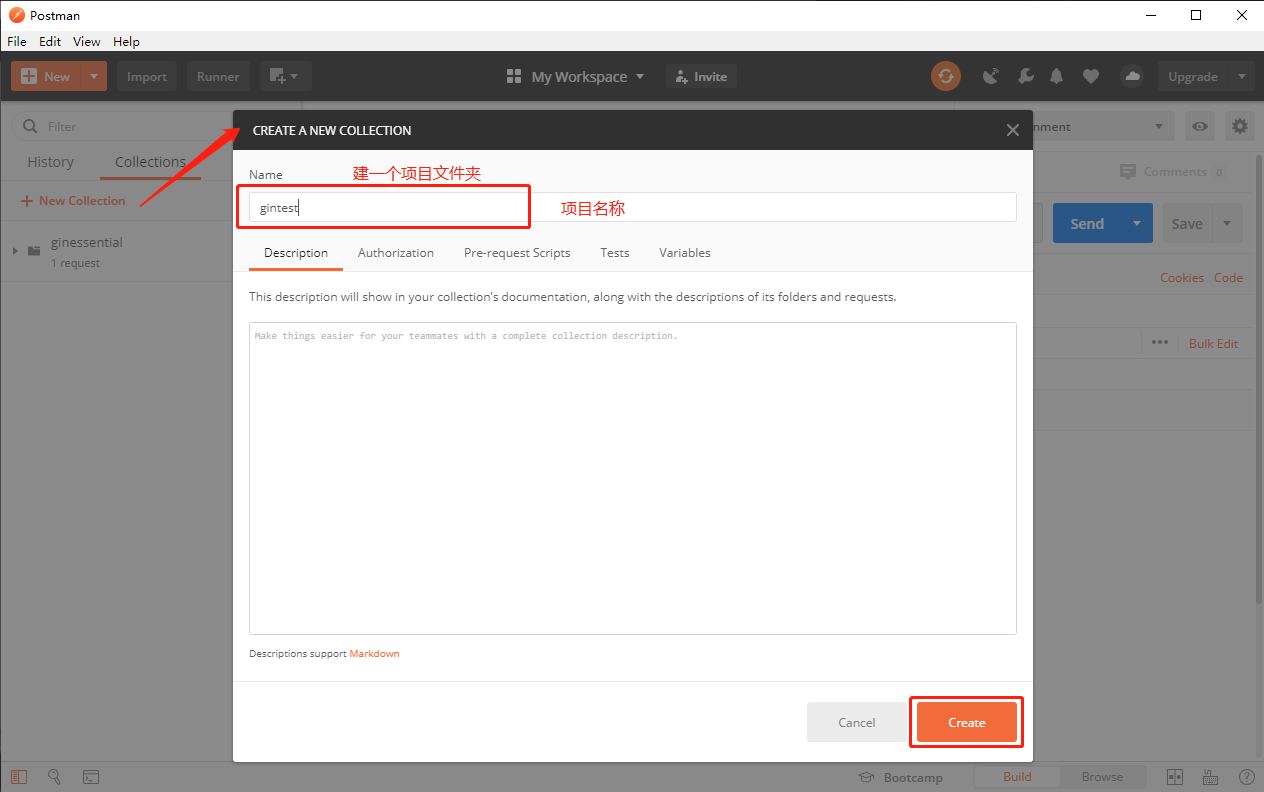 Postman
File Edit View Help
New Import Runner My Workspace Invite Upgrade
Filter
nment
History Collections
Comments 0
New Collection
ginessential
1 request
Send Save
Cookies Code
Bulk Edit
CREATE A NEW COLLECTION
Name 建一个项目文件夹
gintest 项目名称
Description Authorization Pre-request Scripts Tests Variables
This description will show in your collection's documentation, along with the descriptions of its folders and requests.
Make things easier for your teammates with a complete collection description.
Descriptions support Markdown
Cancel Create
Bootcamp Build Browse